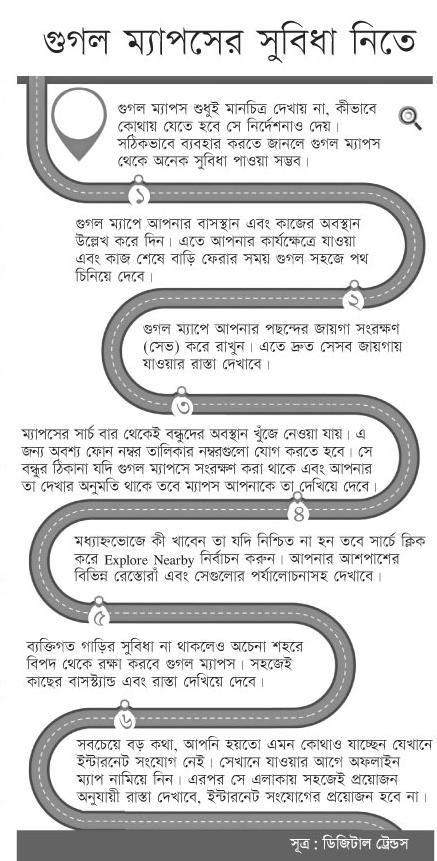 গুগল ম্যাপসের সুবিধা নিতে
গুগল ম্যাপস শুধুই মানচিত্র দেখায় না, কীভাবে
কোথায় যেতে হবে সে নির্দেশনাও দেয়।
সঠিকভাবে ব্যবহার করতে জানলে গুগল ম্যাপস
থেকে অনেক সুবিধা পাওয়া সম্ভব।
১
গুগল ম্যাপে আপনার বাসস্থান এবং কাজের অবস্থান
উল্লেখ করে দিন। এতে আপনার কার্যক্ষেত্রে যাওয়া
এবং কাজ শেষে বাড়ি ফেরার সময় গুগল সহজে পথ
চিনিয়ে দেবে।
২
গুগল ম্যাপে আপনার পছন্দের জায়গা সংরক্ষণ
(সেভ) করে রাখুন। এতে দ্রুত সেসব জায়গায়
যাওয়ার রাস্তা দেখাবে।
৩
ম্যাপসের সার্চ বার থেকেই বন্ধুদের অবস্থান খুঁজে নেওয়া যায়। এ
জন্য অবশ্য ফোন নম্বর তালিকার নম্বরগুলো যোগ করতে হবে। সে
বন্ধুর ঠিকানা যদি গুগল ম্যাপসে সংরক্ষণ করা থাকে এবং আপনার
তা দেখার অনুমতি থাকে তবে ম্যাপস আপনাকে তা দেখিয়ে দেবে।
৪
মধ্যাহ্নভোজে কী খাবেন তা যদি নিশ্চিত না হন তবে সার্চে ক্লিক
করে Explore Nearby নির্বাচন করুন। আপনার আশপাশের
বিভিন্ন রেস্তোরাঁ এবং সেগুলোর পর্যালোচনাসহ দেখাবে।
৫
ব্যক্তিগত গাড়ির সুবিধা না থাকলেও অচেনা শহরে
বিপদ থেকে রক্ষা করবে গুগল ম্যাপস। সহজেই
কাছের বাসস্ট্যান্ড এবং রাস্তা দেখিয়ে দেবে।
৬
সবচেয়ে বড় কথা, আপনি হয়তো এমন কোথাও যাচ্ছেন যেখানে
ইন্টারনেট সংযোগ নেই। সেখানে যাওয়ার আগে অফলাইন
ম্যাপ নামিয়ে নিন। এরপর সে এলাকায় সহজেই প্রয়োজন
অনুযায়ী রাস্তা দেখাবে, ইন্টারনেট সংযোগের প্রয়োজন হবে না।
সূত্র : ডিজিটাল ট্রেন্ডস